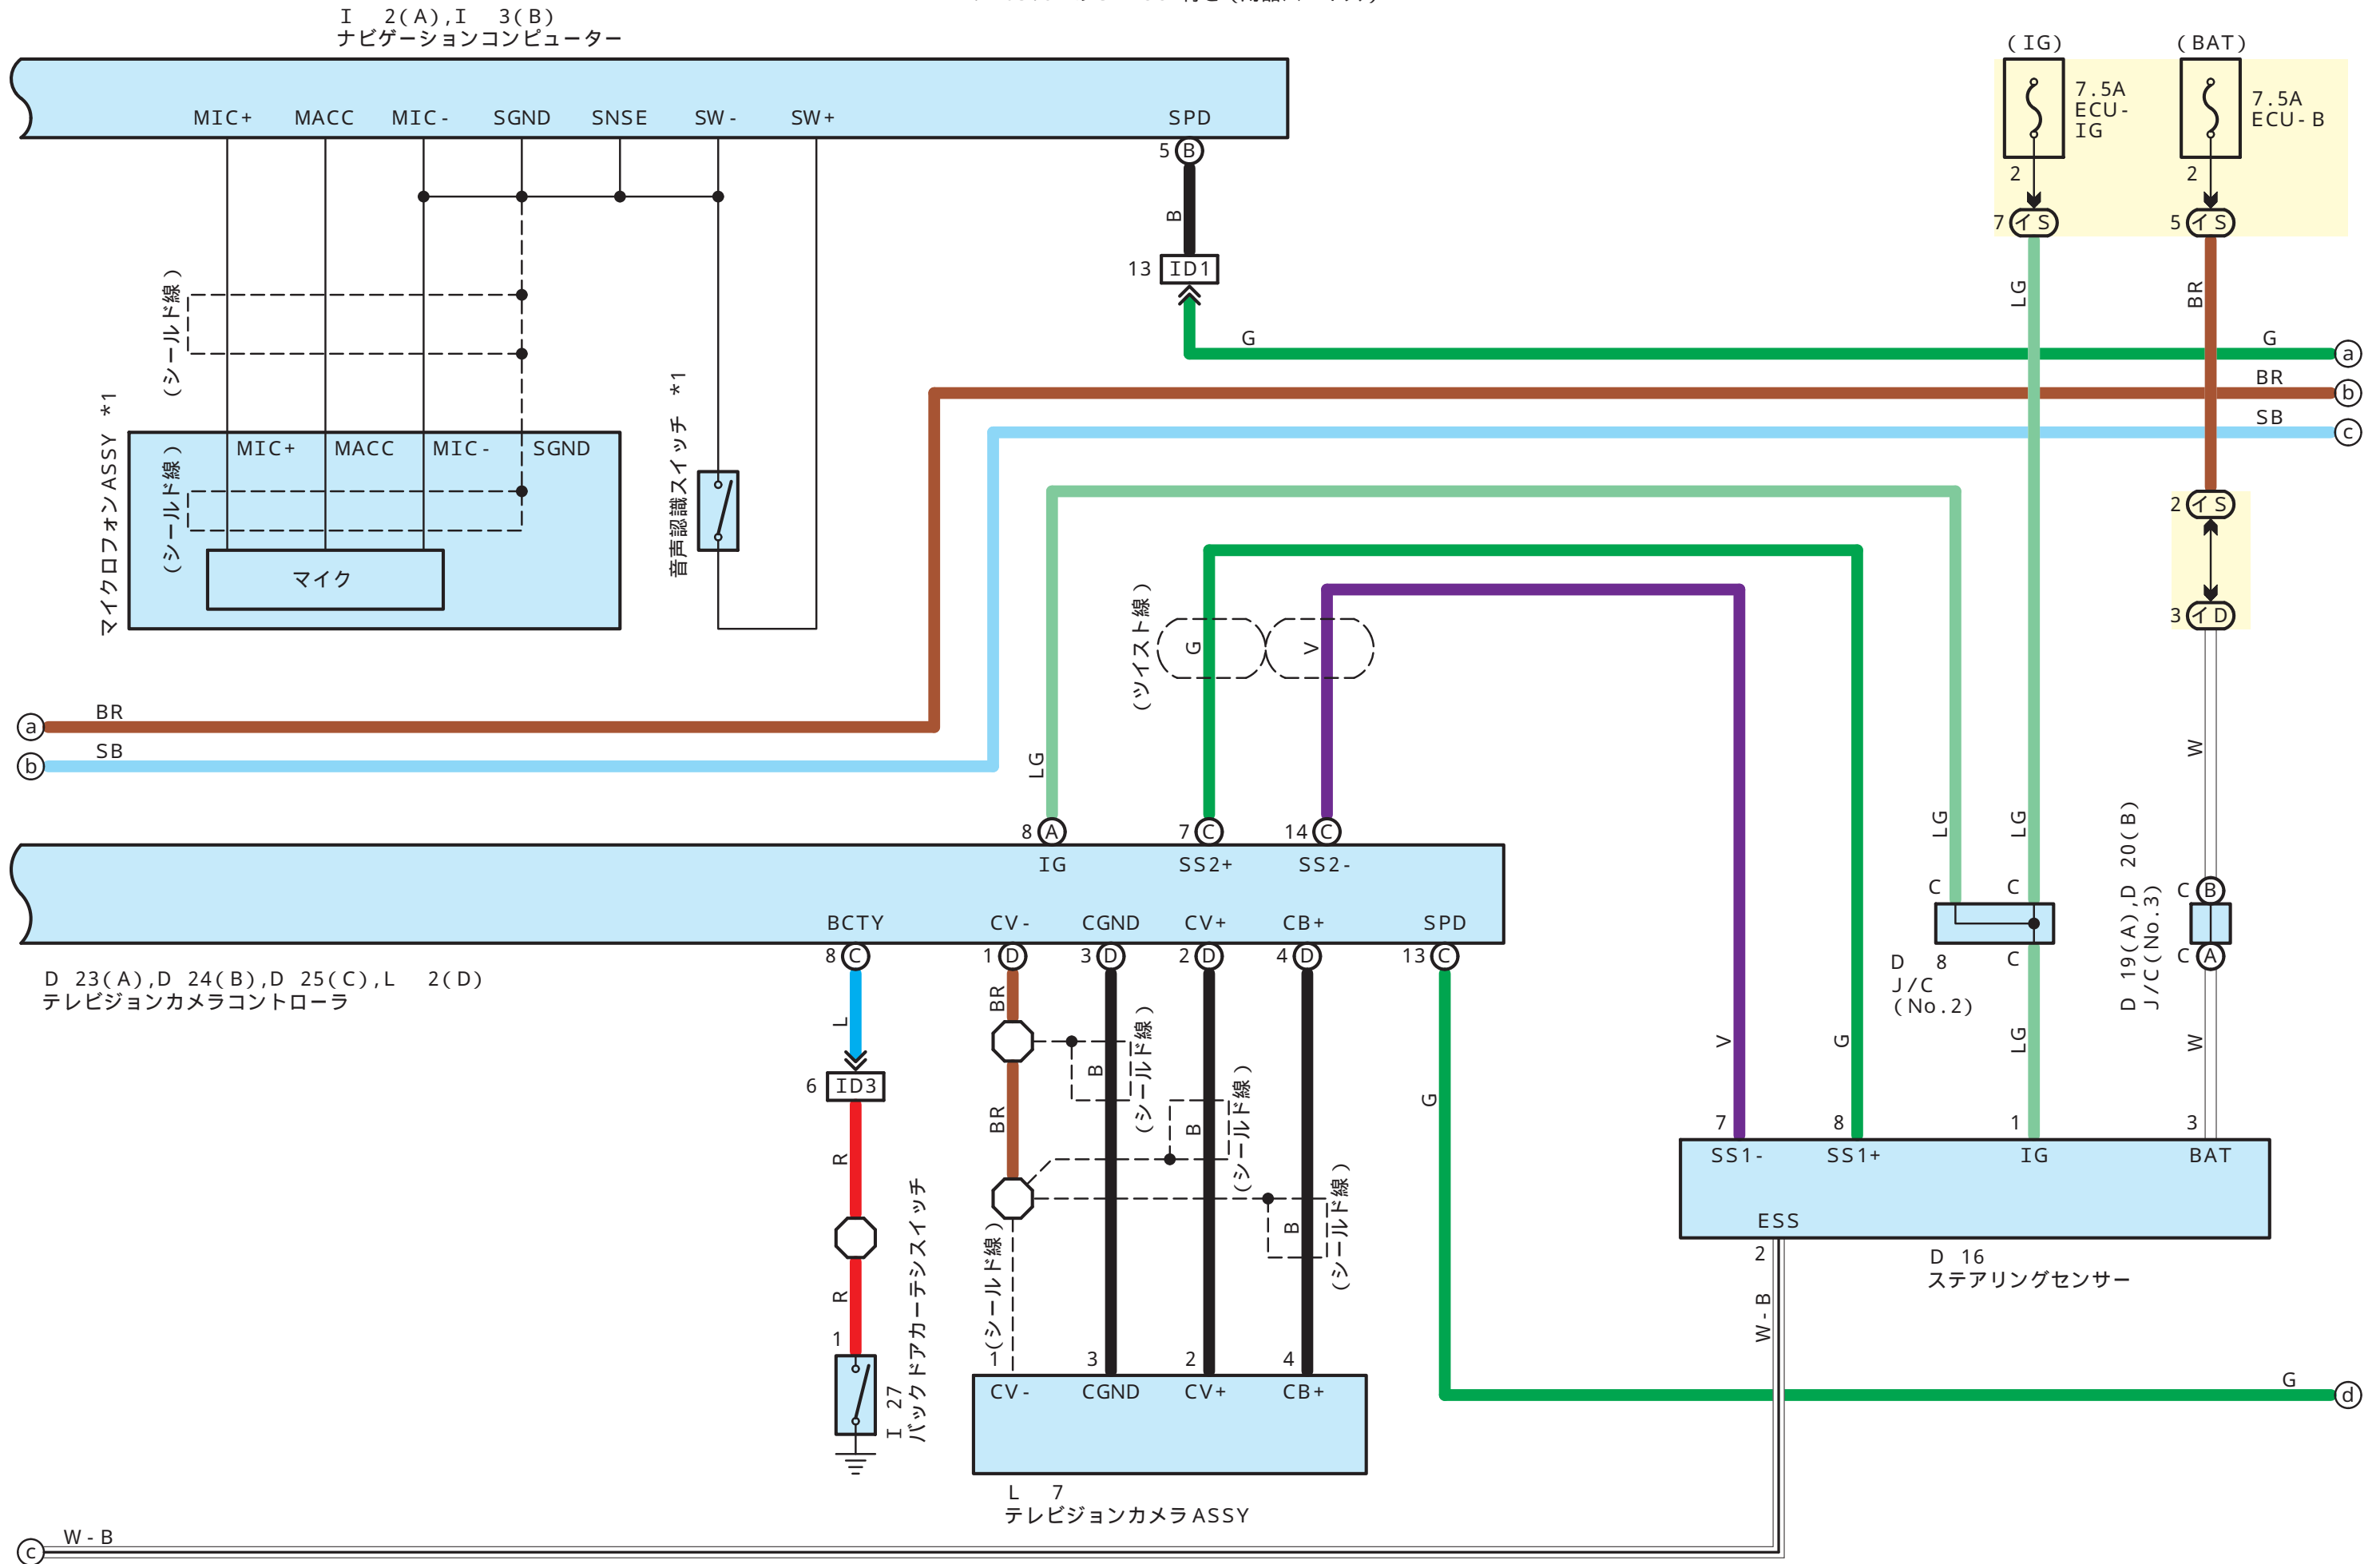 I 2(A),I 3(B)
ナビゲーションコンピューター
MIC+ MACC MIC- SGND SNSE SW- SW+ SPD
5 B
B
13 ID1
G
G
a
BR
b
SB
c
(IG)
7.5A
ECU-
IG
2
7 イS
LG
(BAT)
7.5A
ECU-B
2
5 イS
BR
2 イS
3 イD
W
(シールド線)
マイクロフォンASSY *1
MIC+ MACC MIC- SGND
(シールド線)
マイク
音声認識スイッチ *1
(ツイスト線)
G
V
a
BR
b
SB
LG
8 A
7 C
14 C
IG SS2+ SS2-
BCTY CV- CGND CV+ CB+ SPD
8 C
1 D
3 D
2 D
4 D
13 C
D 23(A),D 24(B),D 25(C),L 2(D)
テレビジョンカメラコントローラ
L
6 ID3
R
R
1
I 27
バックドアカーテシスイッチ
BR
BR
B
(シールド線)
B
(シールド線)
B
(シールド線)
(シールド線)
1 3 2 4
CV- CGND CV+ CB+
L 7
テレビジョンカメラASSY
G
G
d
LG
LG
C C
C
D 8
J/C
(No.2)
LG
D 19(A),D 20(B)
J/C(No.3)
C B
C A
W
V
G
7 8 1 3
SS1- SS1+ IG BAT
ESS
2
D 16
ステアリングセンサー
W-B
W-B
c